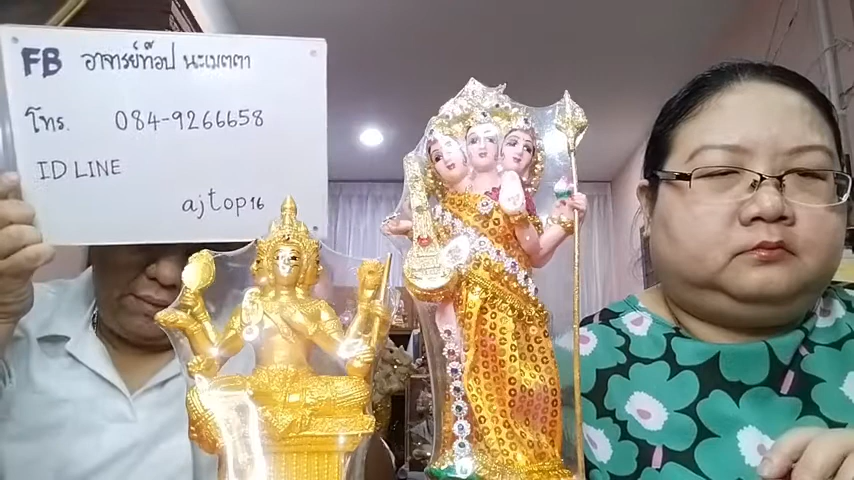 FB อาจารย์ท็อป นะเมตตา
โทร. 084-9266658
ID LINE
ajtop16